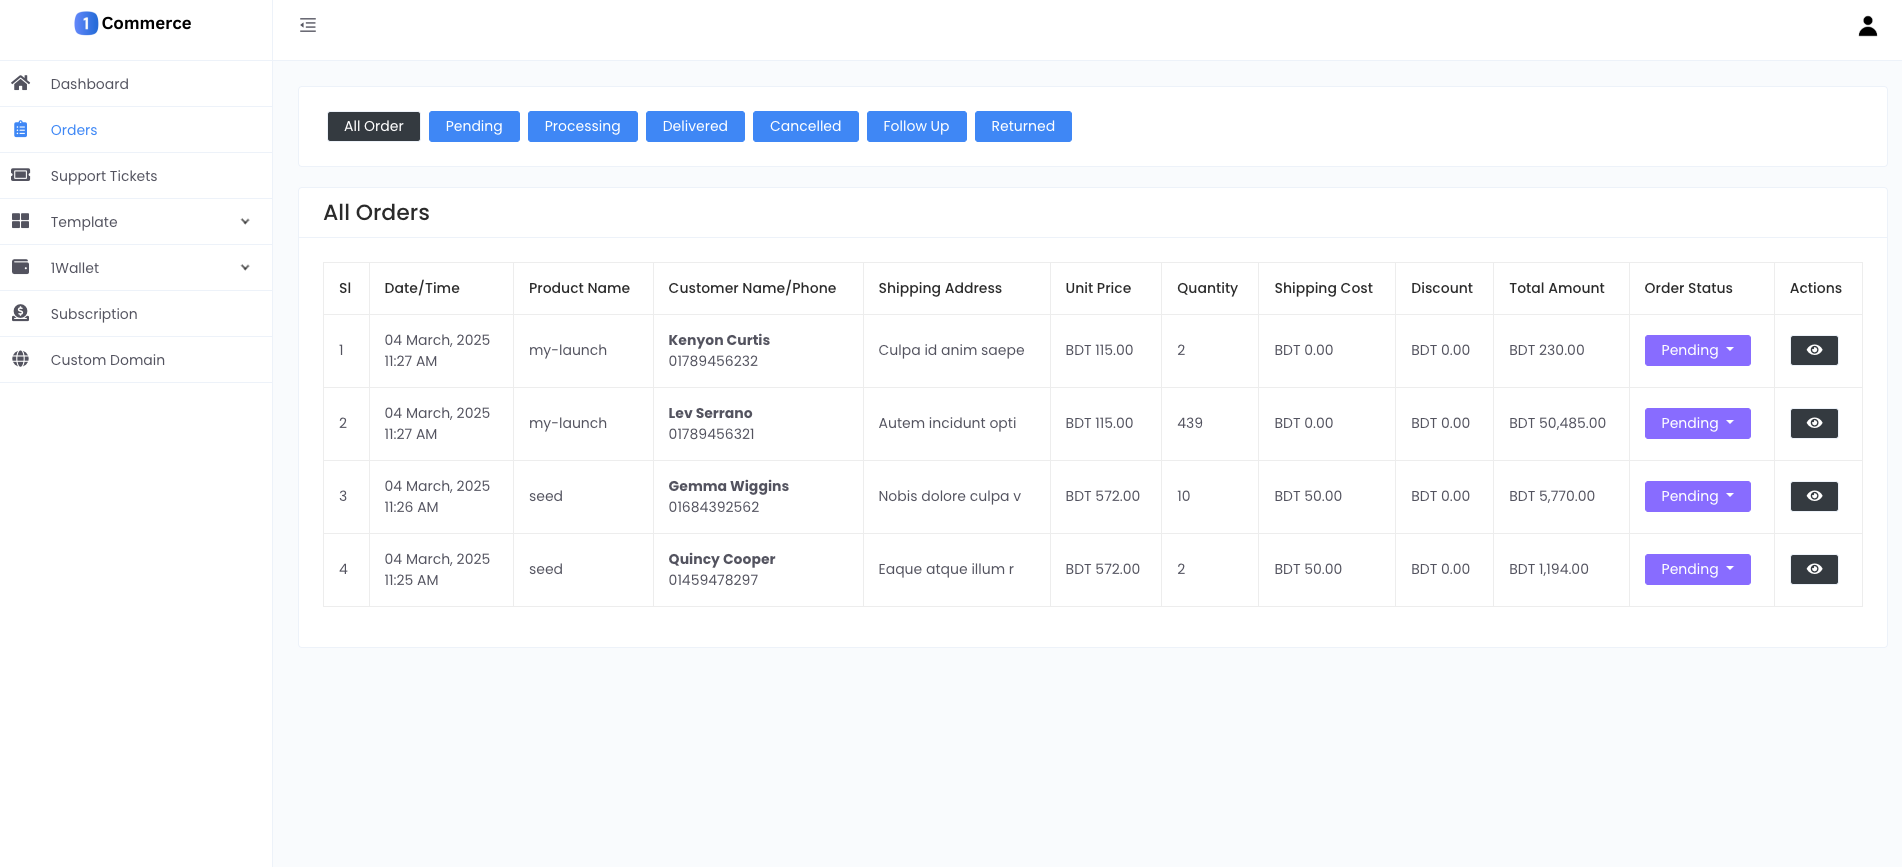 1 Commerce
Dashboard
Orders
Support Tickets
Template
1Wallet
Subscription
Custom Domain
All Order Pending Processing Delivered Cancelled Follow Up Returned
All Orders
Sl Date/Time Product Name Customer Name/Phone Shipping Address Unit Price Quantity Shipping Cost Discount Total Amount Order Status Actions
1 04 March, 2025 11:27 AM my-launch Kenyon Curtis 01789456232 Culpa id anim saepe BDT 115.00 2 BDT 0.00 BDT 0.00 BDT 230.00 Pending
2 04 March, 2025 11:27 AM my-launch Lev Serrano 01789456321 Autem incidunt opti BDT 115.00 439 BDT 0.00 BDT 0.00 BDT 50,485.00 Pending
3 04 March, 2025 11:26 AM seed Gemma Wiggins 01684392562 Nobis dolore culpa v BDT 572.00 10 BDT 50.00 BDT 0.00 BDT 5,770.00 Pending
4 04 March, 2025 11:25 AM seed Quincy Cooper 01459478297 Eaque atque illum r BDT 572.00 2 BDT 50.00 BDT 0.00 BDT 1,194.00 Pending